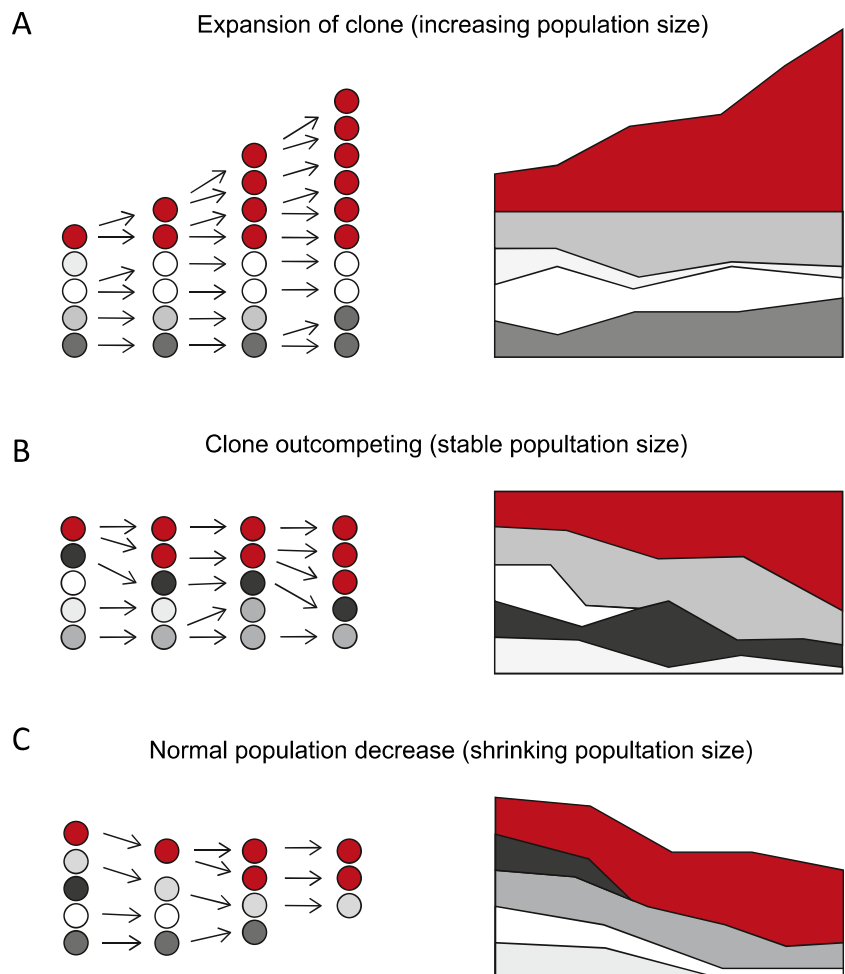 A
Expansion of clone (increasing population size)
B
Clone outcompeting (stable popultation size)
C
Normal population decrease (shrinking popultation size)